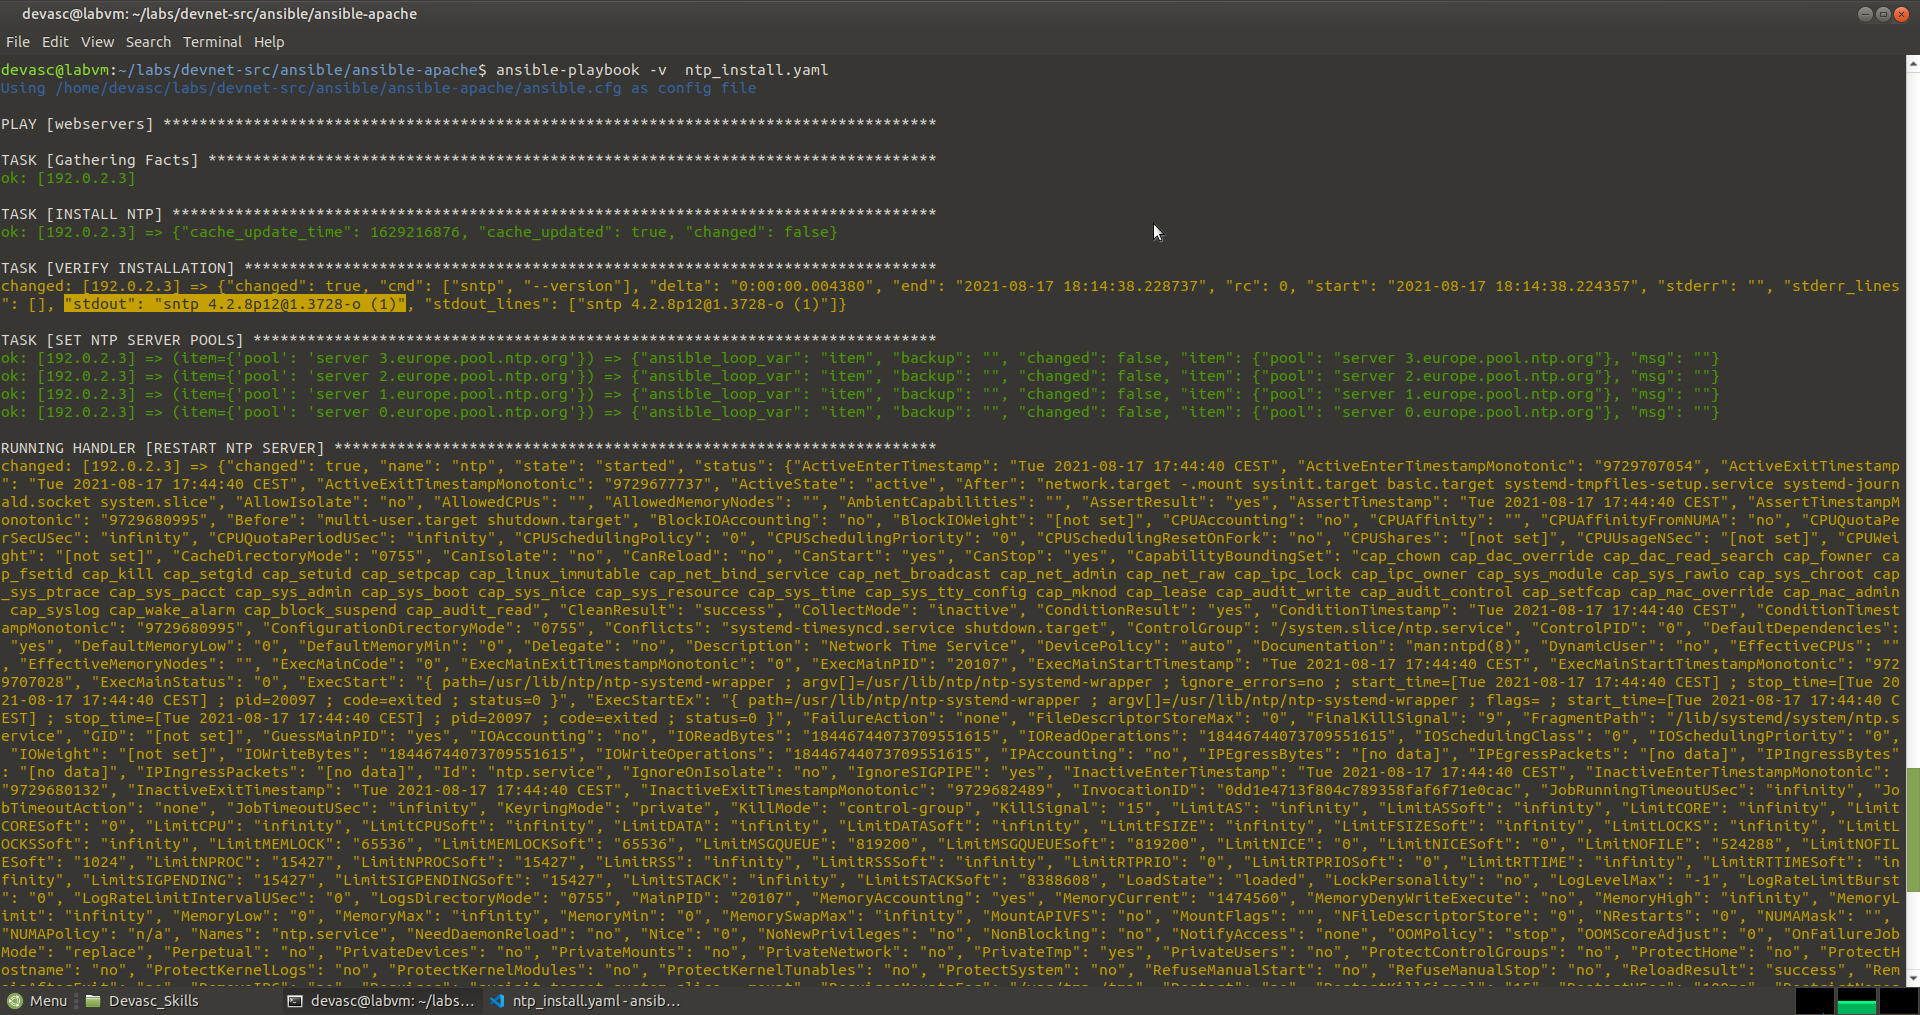 devasc@labvm: ~/labs/devnet-src/ansible/ansible-apache
File Edit View Search Terminal Help
devasc@labvm:~/labs/devnet-src/ansible/ansible-apache$ ansible-playbook -v  ntp_install.yaml
Using /home/devasc/labs/devnet-src/ansible/ansible-apache/ansible.cfg as config file
PLAY [webservers] **************************************************************************************
TASK [Gathering Facts] *********************************************************************************
ok: [192.0.2.3]
TASK [INSTALL NTP] *************************************************************************************
ok: [192.0.2.3] => {"cache_update_time": 1629216876, "cache_updated": true, "changed": false}
TASK [VERIFY INSTALLATION] *****************************************************************************
changed: [192.0.2.3] => {"changed": true, "cmd": ["sntp", "--version"], "delta": "0:00:00.004380", "end": "2021-08-17 18:14:38.228737", "rc": 0, "start": "2021-08-17 18:14:38.224357", "stderr": "", "stderr_lines
": [], "stdout": "sntp 4.2.8p12@1.3728-o (1)", "stdout_lines": ["sntp 4.2.8p12@1.3728-o (1)"]}
TASK [SET NTP SERVER POOLS] ****************************************************************************
ok: [192.0.2.3] => (item={'pool': 'server 3.europe.pool.ntp.org'}) => {"ansible_loop_var": "item", "backup": "", "changed": false, "item": {"pool": "server 3.europe.pool.ntp.org"}, "msg": ""}
ok: [192.0.2.3] => (item={'pool': 'server 2.europe.pool.ntp.org'}) => {"ansible_loop_var": "item", "backup": "", "changed": false, "item": {"pool": "server 2.europe.pool.ntp.org"}, "msg": ""}
ok: [192.0.2.3] => (item={'pool': 'server 1.europe.pool.ntp.org'}) => {"ansible_loop_var": "item", "backup": "", "changed": false, "item": {"pool": "server 1.europe.pool.ntp.org"}, "msg": ""}
ok: [192.0.2.3] => (item={'pool': 'server 0.europe.pool.ntp.org'}) => {"ansible_loop_var": "item", "backup": "", "changed": false, "item": {"pool": "server 0.europe.pool.ntp.org"}, "msg": ""}
RUNNING HANDLER [RESTART NTP SERVER] *******************************************************************
changed: [192.0.2.3] => {"changed": true, "name": "ntp", "state": "started", "status": {"ActiveEnterTimestamp": "Tue 2021-08-17 17:44:40 CEST", "ActiveEnterTimestampMonotonic": "9729707054", "ActiveExitTimestamp
": "Tue 2021-08-17 17:44:40 CEST", "ActiveExitTimestampMonotonic": "9729677737", "ActiveState": "active", "After": "network.target -.mount sysinit.target basic.target systemd-tmpfiles-setup.service systemd-journ
ald.socket system.slice", "AllowIsolate": "no", "AllowedCPUs": "", "AllowedMemoryNodes": "", "AmbientCapabilities": "", "AssertResult": "yes", "AssertTimestamp": "Tue 2021-08-17 17:44:40 CEST", "AssertTimestampM
onotonic": "9729680995", "Before": "multi-user.target shutdown.target", "BlockIOAccounting": "no", "BlockIOWeight": "[not set]", "CPUAccounting": "no", "CPUAffinity": "", "CPUAffinityFromNUMA": "no", "CPUQuotaPe
rSecUSec": "infinity", "CPUQuotaPeriodUSec": "infinity", "CPUSchedulingPolicy": "0", "CPUSchedulingPriority": "0", "CPUSchedulingResetOnFork": "no", "CPUShares": "[not set]", "CPUUsageNSec": "[not set]", "CPUWei
ght": "[not set]", "CacheDirectoryMode": "0755", "CanIsolate": "no", "CanReload": "no", "CanStart": "yes", "CanStop": "yes", "CapabilityBoundingSet": "cap_chown cap_dac_override cap_dac_read_search cap_fowner ca
p_fsetid cap_kill cap_setgid cap_setuid cap_setpcap cap_linux_immutable cap_net_bind_service cap_net_broadcast cap_net_admin cap_net_raw cap_ipc_lock cap_ipc_owner cap_sys_module cap_sys_rawio cap_sys_chroot cap
_sys_ptrace cap_sys_pacct cap_sys_admin cap_sys_boot cap_sys_nice cap_sys_resource cap_sys_time cap_sys_tty_config cap_mknod cap_lease cap_audit_write cap_audit_control cap_setfcap cap_mac_override cap_mac_admin
 cap_syslog cap_wake_alarm cap_block_suspend cap_audit_read", "CleanResult": "success", "CollectMode": "inactive", "ConditionResult": "yes", "ConditionTimestamp": "Tue 2021-08-17 17:44:40 CEST", "ConditionTimest
ampMonotonic": "9729680995", "ConfigurationDirectoryMode": "0755", "Conflicts": "systemd-timesyncd.service shutdown.target", "ControlGroup": "/system.slice/ntp.service", "ControlPID": "0", "DefaultDependencies":
 "yes", "DefaultMemoryLow": "0", "DefaultMemoryMin": "0", "Delegate": "no", "Description": "Network Time Service", "DevicePolicy": "auto", "Documentation": "man:ntpd(8)", "DynamicUser": "no", "EffectiveCPUs": ""
, "EffectiveMemoryNodes": "", "ExecMainCode": "0", "ExecMainExitTimestampMonotonic": "0", "ExecMainPID": "20107", "ExecMainStartTimestamp": "Tue 2021-08-17 17:44:40 CEST", "ExecMainStartTimestampMonotonic": "972
9707028", "ExecMainStatus": "0", "ExecStart": "{ path=/usr/lib/ntp/ntp-systemd-wrapper ; argv[]=/usr/lib/ntp/ntp-systemd-wrapper ; ignore_errors=no ; start_time=[Tue 2021-08-17 17:44:40 CEST] ; stop_time=[Tue 20
21-08-17 17:44:40 CEST] ; pid=20097 ; code=exited ; status=0 }", "ExecStartEx": "{ path=/usr/lib/ntp/ntp-systemd-wrapper ; argv[]=/usr/lib/ntp/ntp-systemd-wrapper ; flags= ; start_time=[Tue 2021-08-17 17:44:40 C
EST] ; stop_time=[Tue 2021-08-17 17:44:40 CEST] ; pid=20097 ; code=exited ; status=0 }", "FailureAction": "none", "FileDescriptorStoreMax": "0", "FinalKillSignal": "9", "FragmentPath": "/lib/systemd/system/ntp.s
ervice", "GID": "[not set]", "GuessMainPID": "yes", "IOAccounting": "no", "IOReadBytes": "18446744073709551615", "IOReadOperations": "18446744073709551615", "IOSchedulingClass": "0", "IOSchedulingPriority": "0",
 "IOWeight": "[not set]", "IOWriteBytes": "18446744073709551615", "IOWriteOperations": "18446744073709551615", "IPAccounting": "no", "IPEgressBytes": "[no data]", "IPEgressPackets": "[no data]", "IPIngressBytes"
: "[no data]", "IPIngressPackets": "[no data]", "Id": "ntp.service", "IgnoreOnIsolate": "no", "IgnoreSIGPIPE": "yes", "InactiveEnterTimestamp": "Tue 2021-08-17 17:44:40 CEST", "InactiveEnterTimestampMonotonic":
"9729680132", "InactiveExitTimestamp": "Tue 2021-08-17 17:44:40 CEST", "InactiveExitTimestampMonotonic": "9729682489", "InvocationID": "0dd1e4713f804c789358faf6f71e0cac", "JobRunningTimeoutUSec": "infinity", "Jo
bTimeoutAction": "none", "JobTimeoutUSec": "infinity", "KeyringMode": "private", "KillMode": "control-group", "KillSignal": "15", "LimitAS": "infinity", "LimitASSoft": "infinity", "LimitCORE": "infinity", "Limit
CORESoft": "0", "LimitCPU": "infinity", "LimitCPUSoft": "infinity", "LimitDATA": "infinity", "LimitDATASoft": "infinity", "LimitFSIZE": "infinity", "LimitFSIZESoft": "infinity", "LimitLOCKS": "infinity", "LimitL
OCKSSoft": "infinity", "LimitMEMLOCK": "65536", "LimitMEMLOCKSoft": "65536", "LimitMSGQUEUE": "819200", "LimitMSGQUEUESoft": "819200", "LimitNICE": "0", "LimitNICESoft": "0", "LimitNOFILE": "524288", "LimitNOFIL
ESoft": "1024", "LimitNPROC": "15427", "LimitNPROCSoft": "15427", "LimitRSS": "infinity", "LimitRSSSoft": "infinity", "LimitRTPRIO": "0", "LimitRTPRIOSoft": "0", "LimitRTTIME": "infinity", "LimitRTTIMESoft": "in
finity", "LimitSIGPENDING": "15427", "LimitSIGPENDINGSoft": "15427", "LimitSTACK": "infinity", "LimitSTACKSoft": "8388608", "LoadState": "loaded", "LockPersonality": "no", "LogLevelMax": "-1", "LogRateLimitBurst
": "0", "LogRateLimitIntervalUSec": "0", "LogsDirectoryMode": "0755", "MainPID": "20107", "MemoryAccounting": "yes", "MemoryCurrent": "1474560", "MemoryDenyWriteExecute": "no", "MemoryHigh": "infinity", "MemoryL
imit": "infinity", "MemoryLow": "0", "MemoryMax": "infinity", "MemoryMin": "0", "MemorySwapMax": "infinity", "MountAPIVFS": "no", "MountFlags": "", "NFileDescriptorStore": "0", "NRestarts": "0", "NUMAMask": "",
"NUMAPolicy": "n/a", "Names": "ntp.service", "NeedDaemonReload": "no", "Nice": "0", "NoNewPrivileges": "no", "NonBlocking": "no", "NotifyAccess": "none", "OOMPolicy": "stop", "OOMScoreAdjust": "0", "OnFailureJob
Mode": "replace", "Perpetual": "no", "PrivateDevices": "no", "PrivateMounts": "no", "PrivateNetwork": "no", "PrivateTmp": "yes", "PrivateUsers": "no", "ProtectControlGroups": "no", "ProtectHome": "no", "ProtectH
ostname": "no", "ProtectKernelLogs": "no", "ProtectKernelModules": "no", "ProtectKernelTunables": "no", "ProtectSystem": "no", "RefuseManualStart": "no", "RefuseManualStop": "no", "ReloadResult": "success", "Rem
Menu Devasc_Skills devasc@labvm: ~/labs... ntp_install.yaml - ansib...